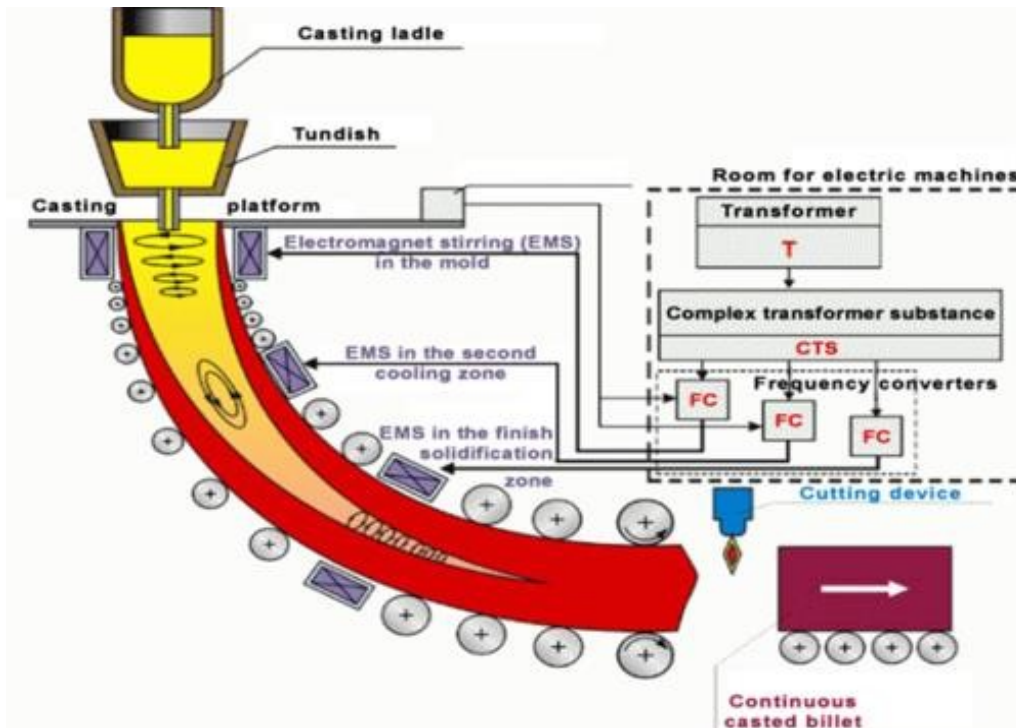 Casting ladle
Tundish
Room for electric machines
Casting platform
Transformer
T
Electromagnet stirring (EMS)
in the mold
Complex transformer substance
CTS
EMS in the second
cooling zone
Frequency converters
FC
FC
FC
EMS in the finish
solidification
zone
Cutting device
Continuous
casted billet